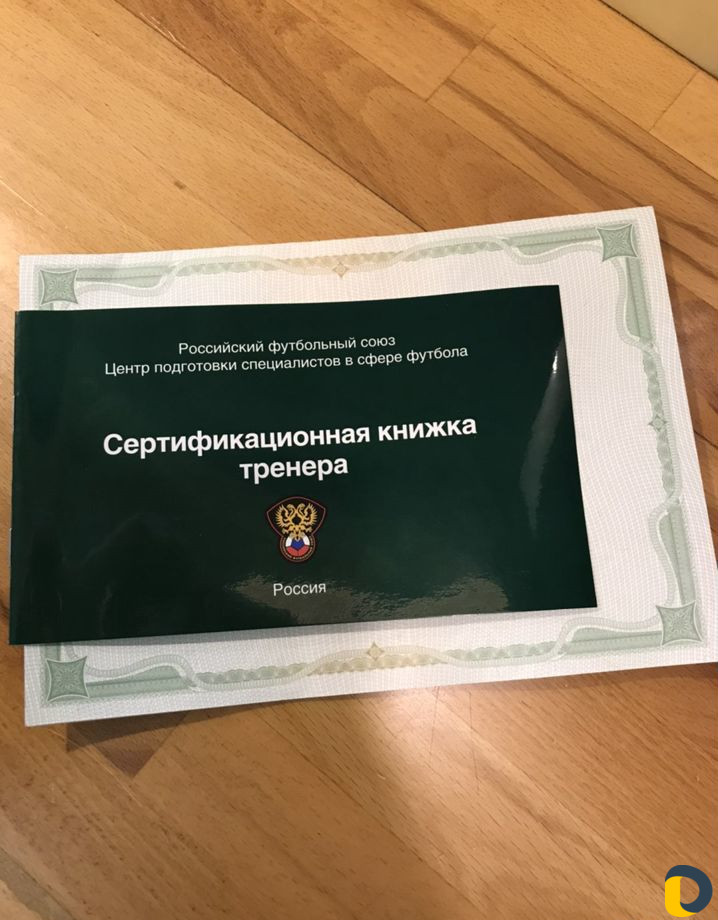 Российский футбольный союз
Центр подготовки специалистов в сфере футбола
Сертификационная книжка
тренера
Россия